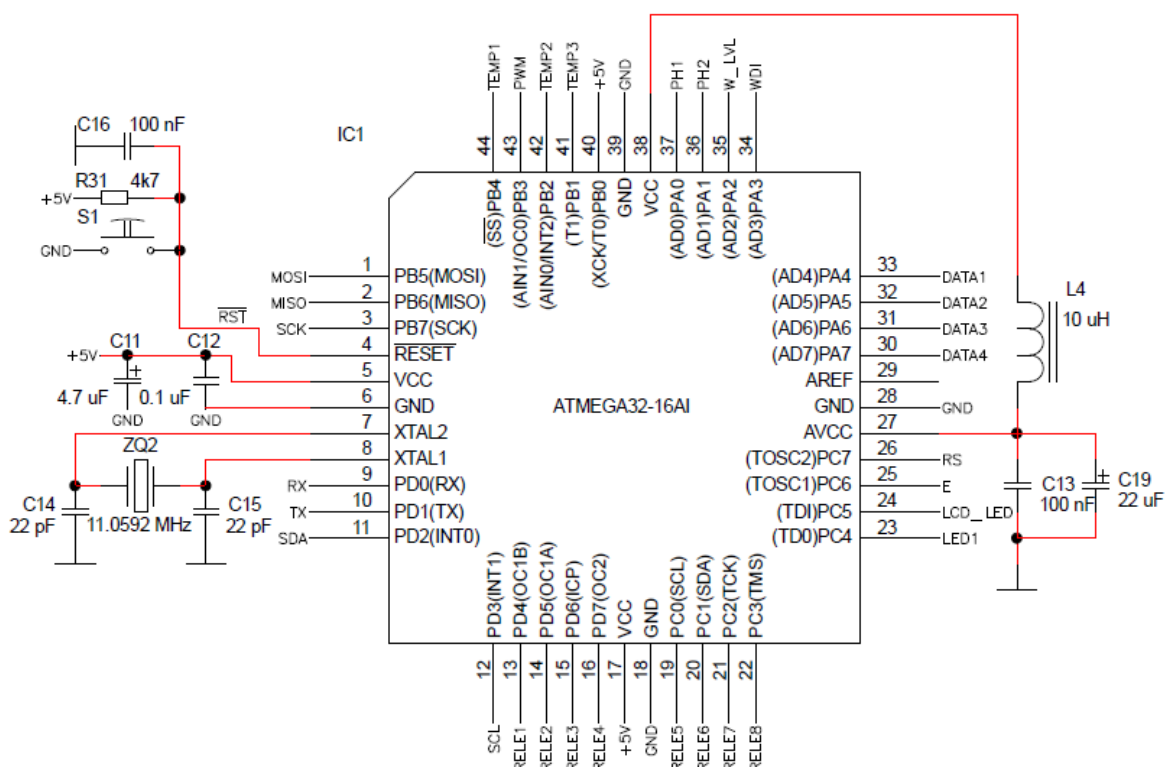 TEMP1
PWM
TEMP2
TEMP3
+5V
GND
PH1
PH2
W_LVL
WDI
44
43
42
41
40
39
38
37
36
35
34
(SS)PB4
(AIN1/OC0)PB3
(AIN0/INT2)PB2
(T1)PB1
(XCK/T0)PB0
GND
VCC
(AD0)PA0
(AD1)PA1
(AD2)PA2
(AD3)PA3
IC1
C16 100 nF
R31 4k7
+5V
S1
GND
RST
C11 C12
+5V
4.7 uF 0.1 uF
GND GND
ZQ2
C14 C15
22 pF 11.0592 MHz 22 pF
MOSI 1 PB5(MOSI)
MISO 2 PB6(MISO)
SCK 3 PB7(SCK)
4 RESET
5 VCC
6 GND
7 XTAL2
8 XTAL1
RX 9 PD0(RX)
TX 10 PD1(TX)
SDA 11 PD2(INT0)
ATMEGA32-16AI
(AD4)PA4 33 DATA1
(AD5)PA5 32 DATA2
(AD6)PA6 31 DATA3
(AD7)PA7 30 DATA4
AREF 29
GND 28 GND
AVCC 27
(TOSC2)PC7 26 RS
(TOSC1)PC6 25 E
(TDI)PC5 24 LCD_LED
(TD0)PC4 23 LED1
L4
10 uH
C13
100 nF
+
C19
22 uF
PD3(INT1)
PD4(OC1B)
PD5(OC1A)
PD6(ICP)
PD7(OC2)
VCC
GND
PC0(SCL)
PC1(SDA)
PC2(TCK)
PC3(TMS)
12
13
14
15
16
17
18
19
20
21
22
SCL
RELE1
RELE2
RELE3
RELE4
+5V
GND
RELE5
RELE6
RELE7
RELE8